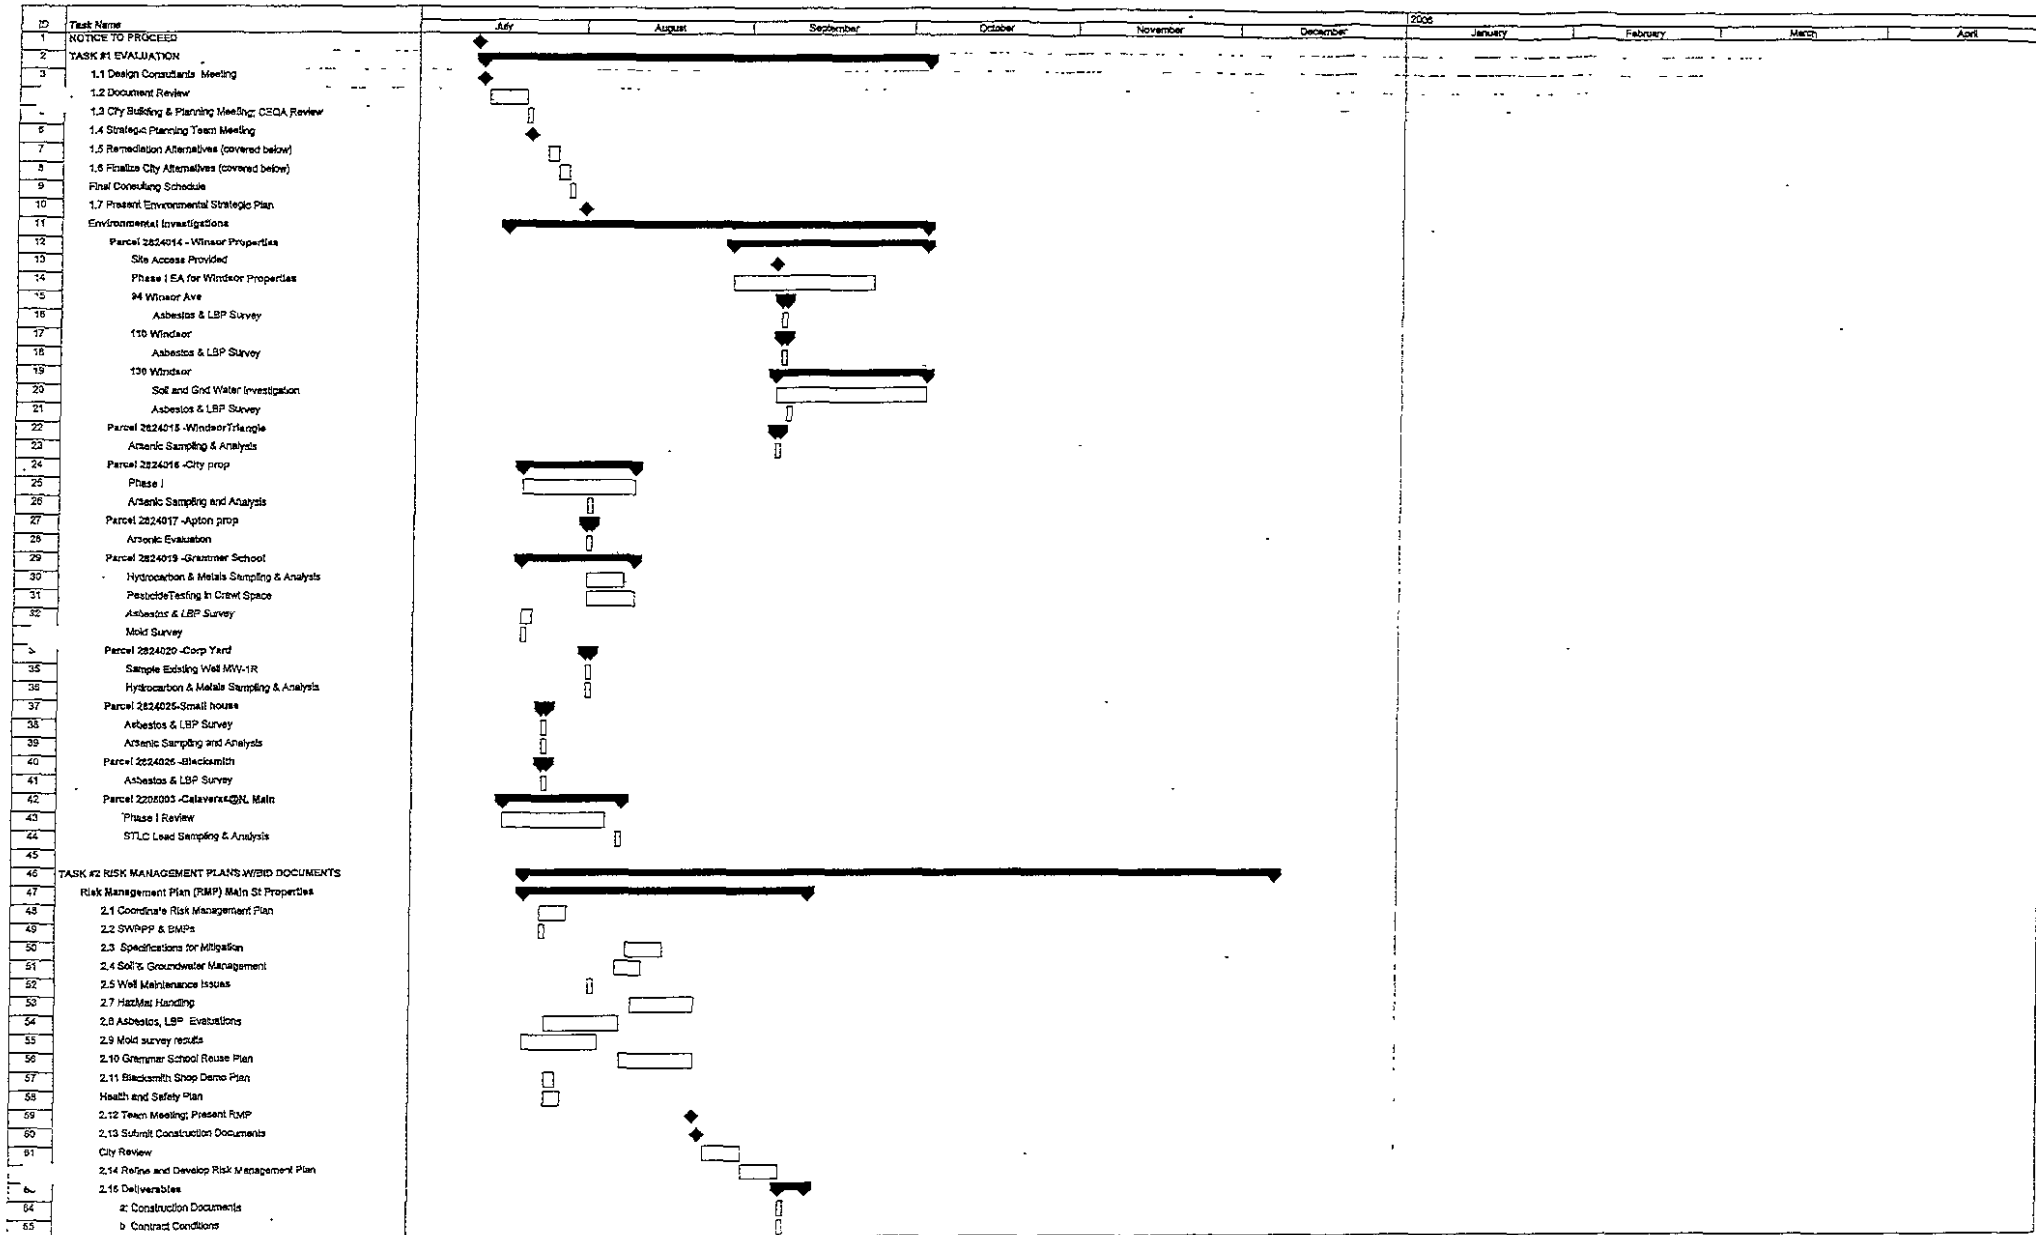 2006
ID Task Name July August September October November December January February March April
1 NOTICE TO PROCEED
2 TASK #1 EVALUATION
3 1.1 Design Consultants Meeting
1.2 Document Review
1.3 City Building & Planning Meeting; CEQA Review
6 1.4 Strategic Planning Team Meeting
7 1.5 Remediation Alternatives (covered below)
8 1.6 Finalize City Alternatives (covered below)
9 Final Consulting Schedule
10 1.7 Present Environmental Strategic Plan
11 Environmental Investigations
12 Parcel 2824014 - Winsor Properties
13 Site Access Provided
14 Phase I EA for Windsor Properties
15 94 Winsor Ave
16 Asbestos & LBP Survey
17 110 Windsor
18 Asbestos & LBP Survey
19 130 Windsor
20 Soil and Gnd Water Investigation
21 Asbestos & LBP Survey
22 Parcel 2824015 -WindsorTriangle
23 Arsenic Sampling & Analysis
24 Parcel 2824016 -City prop
25 Phase I
26 Arsenic Sampling and Analysis
27 Parcel 2824017 -Apton prop
28 Arsenic Evaluation
29 Parcel 2824019 -Grammer School
30 Hydrocarbon & Metals Sampling & Analysis
31 PesticideTesting in Crawl Space
32 Asbestos & LBP Survey
Mold Survey
Parcel 2824020 -Corp Yard
35 Sample Existing Well MW-1R
36 Hydrocarbon & Metals Sampling & Analysis
37 Parcel 2824025-Small house
38 Asbestos & LBP Survey
39 Arsenic Sampling and Analysis
40 Parcel 2824026 -Blacksmith
41 Asbestos & LBP Survey
42 Parcel 2208003 -Calaveras@N. Main
43 Phase I Review
44 STLC Lead Sampling & Analysis
45
46 TASK #2 RISK MANAGEMENT PLANS W/BID DOCUMENTS
47 Risk Management Plan (RMP) Main St Properties
48 2.1 Coordinate Risk Management Plan
49 2.2 SWPPP & BMPs
50 2.3 Specifications for Mitigation
51 2.4 Soil & Groundwater Management
52 2.5 Well Maintenance Issues
53 2.7 HazMat Handling
54 2.8 Asbestos, LBP Evaluations
55 2.9 Mold survey results
56 2.10 Grammar School Reuse Plan
57 2.11 Blacksmith Shop Demo Plan
58 Health and Safety Plan
59 2.12 Team Meeting; Present RMP
60 2.13 Submit Construction Documents
61 City Review
2.14 Refine and Develop Risk Management Plan
2.15 Deliverables
64 a: Construction Documents
65 b Contract Conditions